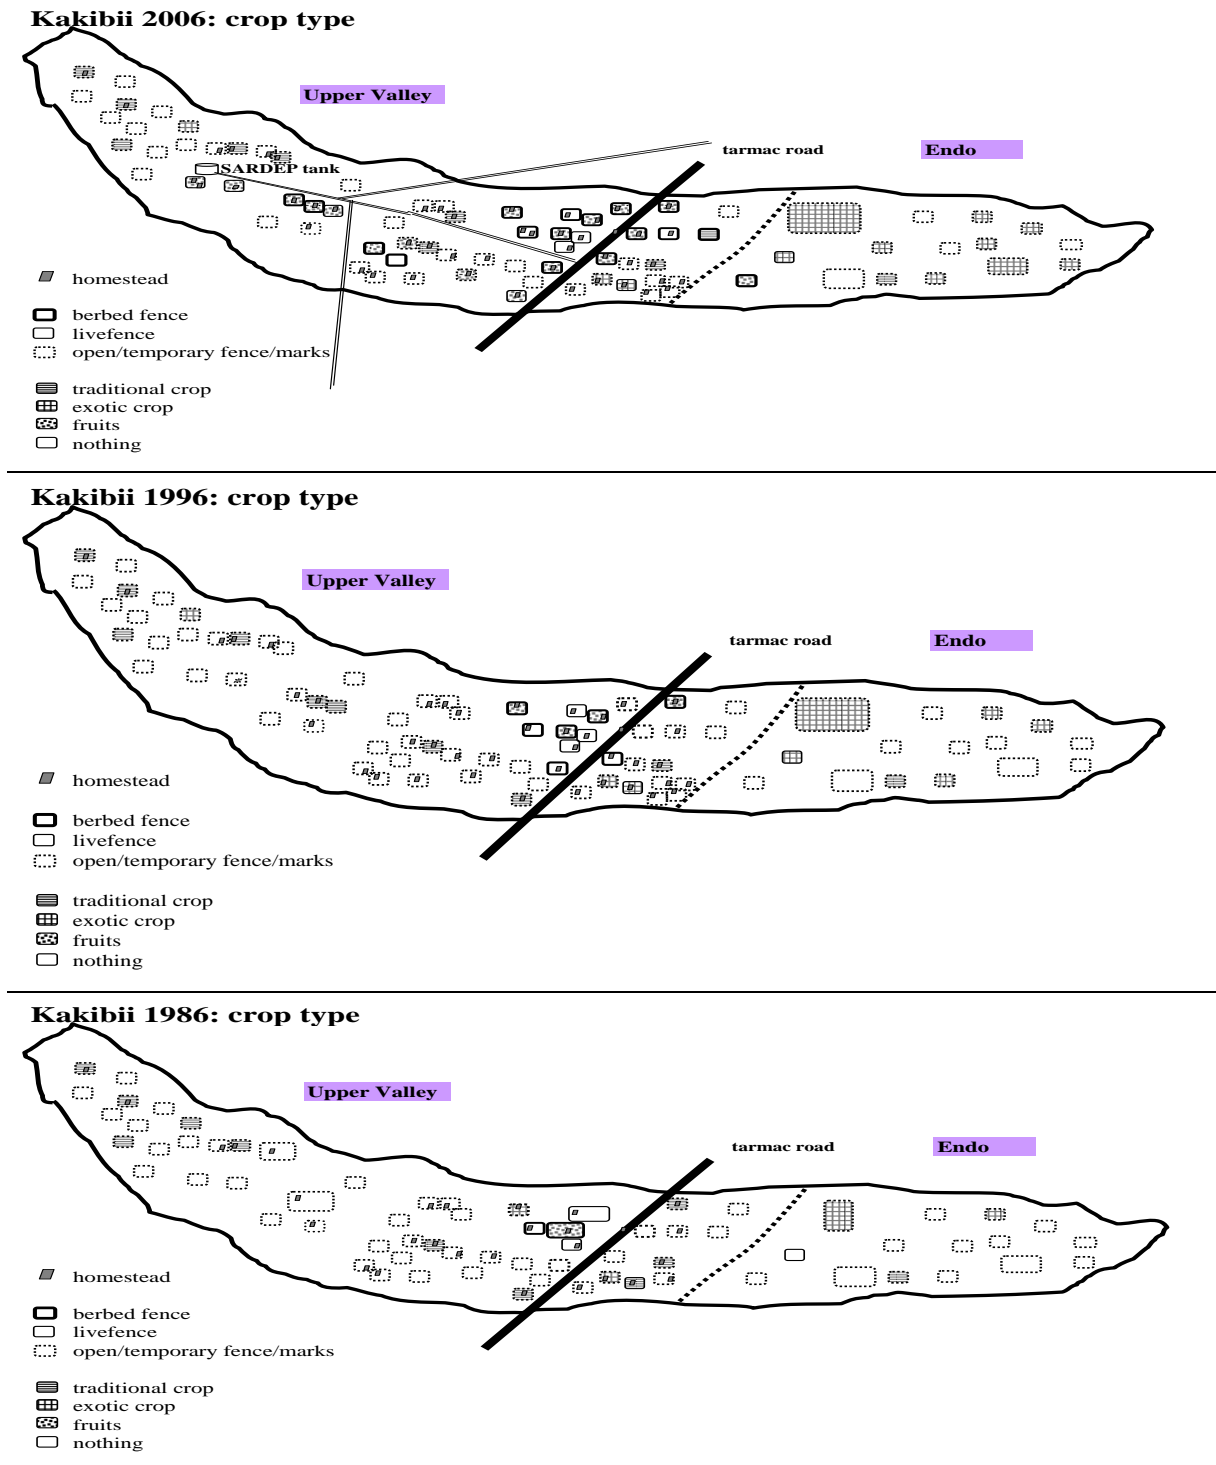 Kakibii 2006: crop type
Upper Valley
tarmac road
Endo
SARDEP tank
homestead
berbed fence
livefence
open/temporary fence/marks
traditional crop
exotic crop
fruits
nothing
Kakibii 1996: crop type
Upper Valley
tarmac road
Endo
homestead
berbed fence
livefence
open/temporary fence/marks
traditional crop
exotic crop
fruits
nothing
Kakibii 1986: crop type
Upper Valley
tarmac road
Endo
homestead
berbed fence
livefence
open/temporary fence/marks
traditional crop
exotic crop
fruits
nothing